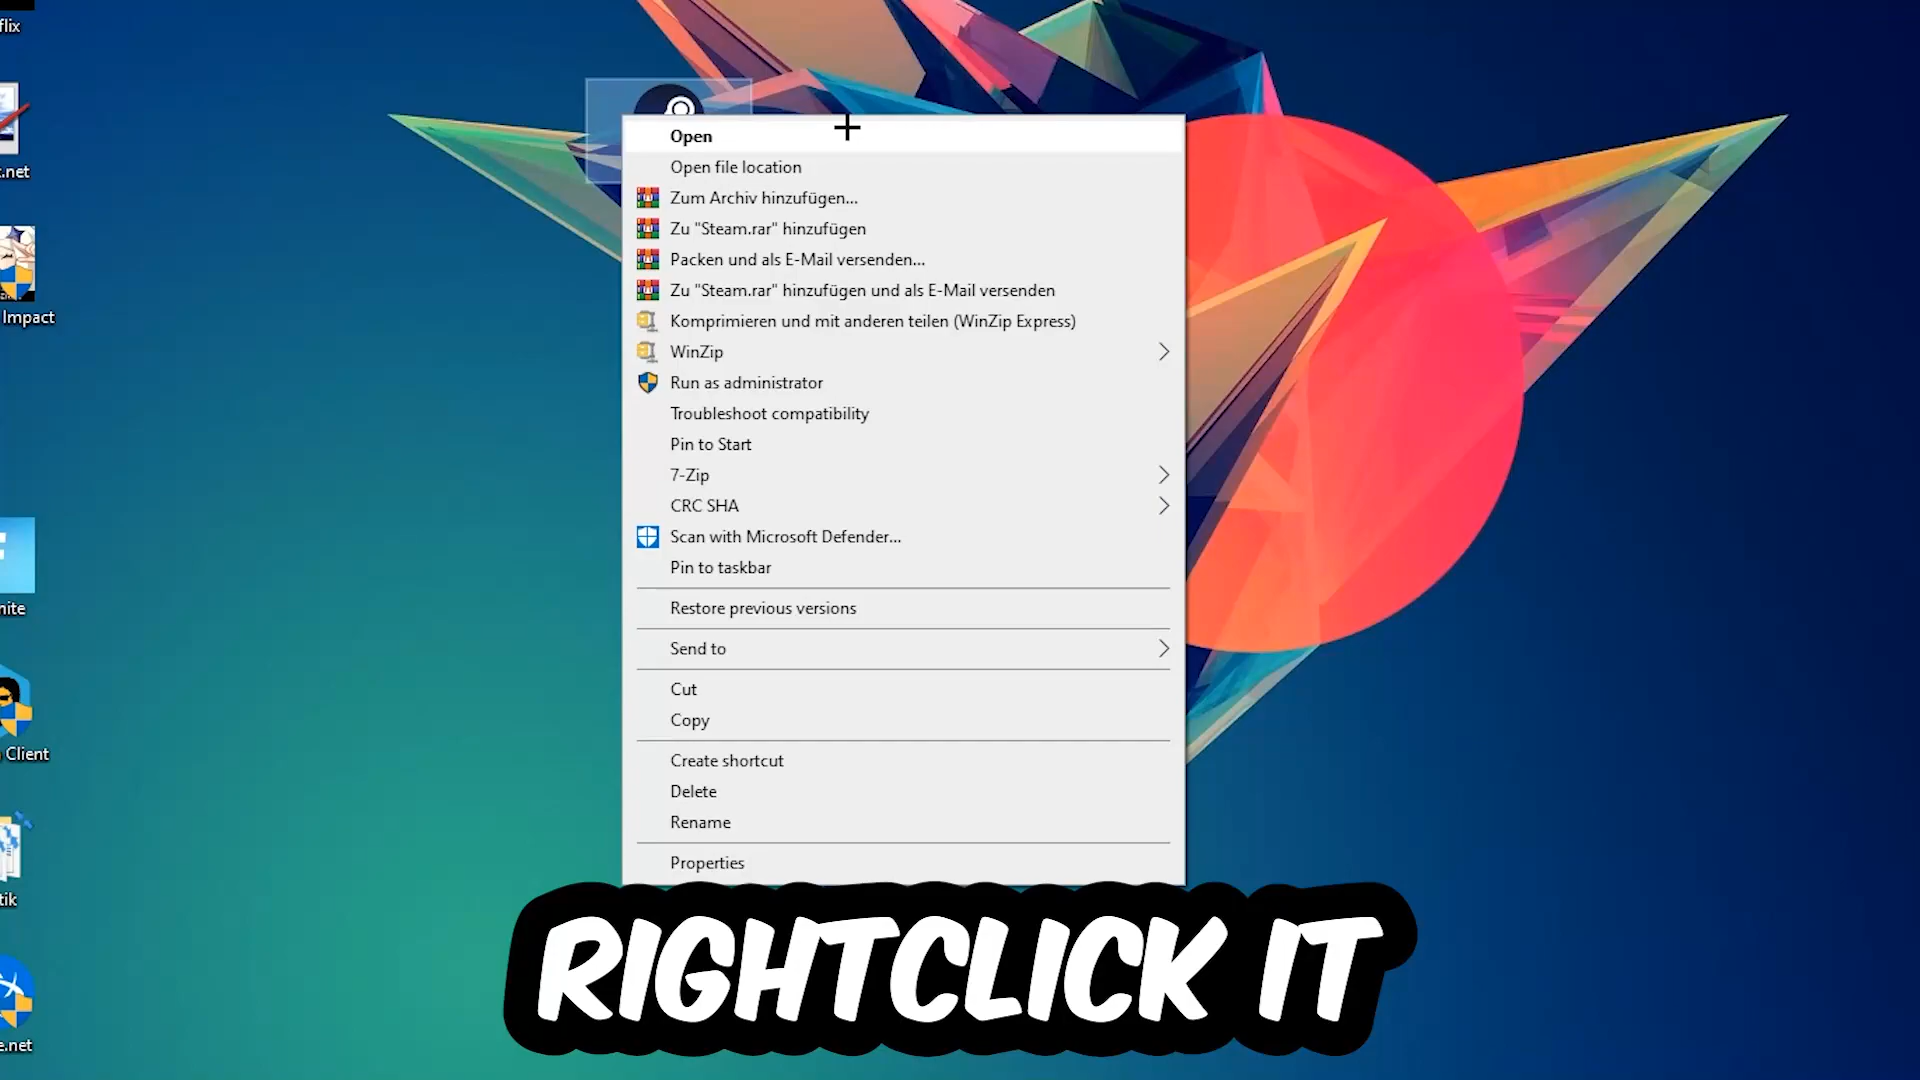 flix
.net
Impact
nite
Client
tik
e.net
Open
Open file location
Zum Archiv hinzufügen...
Zu "Steam.rar" hinzufügen
Packen und als E-Mail versenden...
Zu "Steam.rar" hinzufügen und als E-Mail versenden
Komprimieren und mit anderen teilen (WinZip Express)
WinZip
Run as administrator
Troubleshoot compatibility
Pin to Start
7-Zip
CRC SHA
Scan with Microsoft Defender...
Pin to taskbar
Restore previous versions
Send to
Cut
Copy
Create shortcut
Delete
Rename
Properties
RIGHTCLICK IT